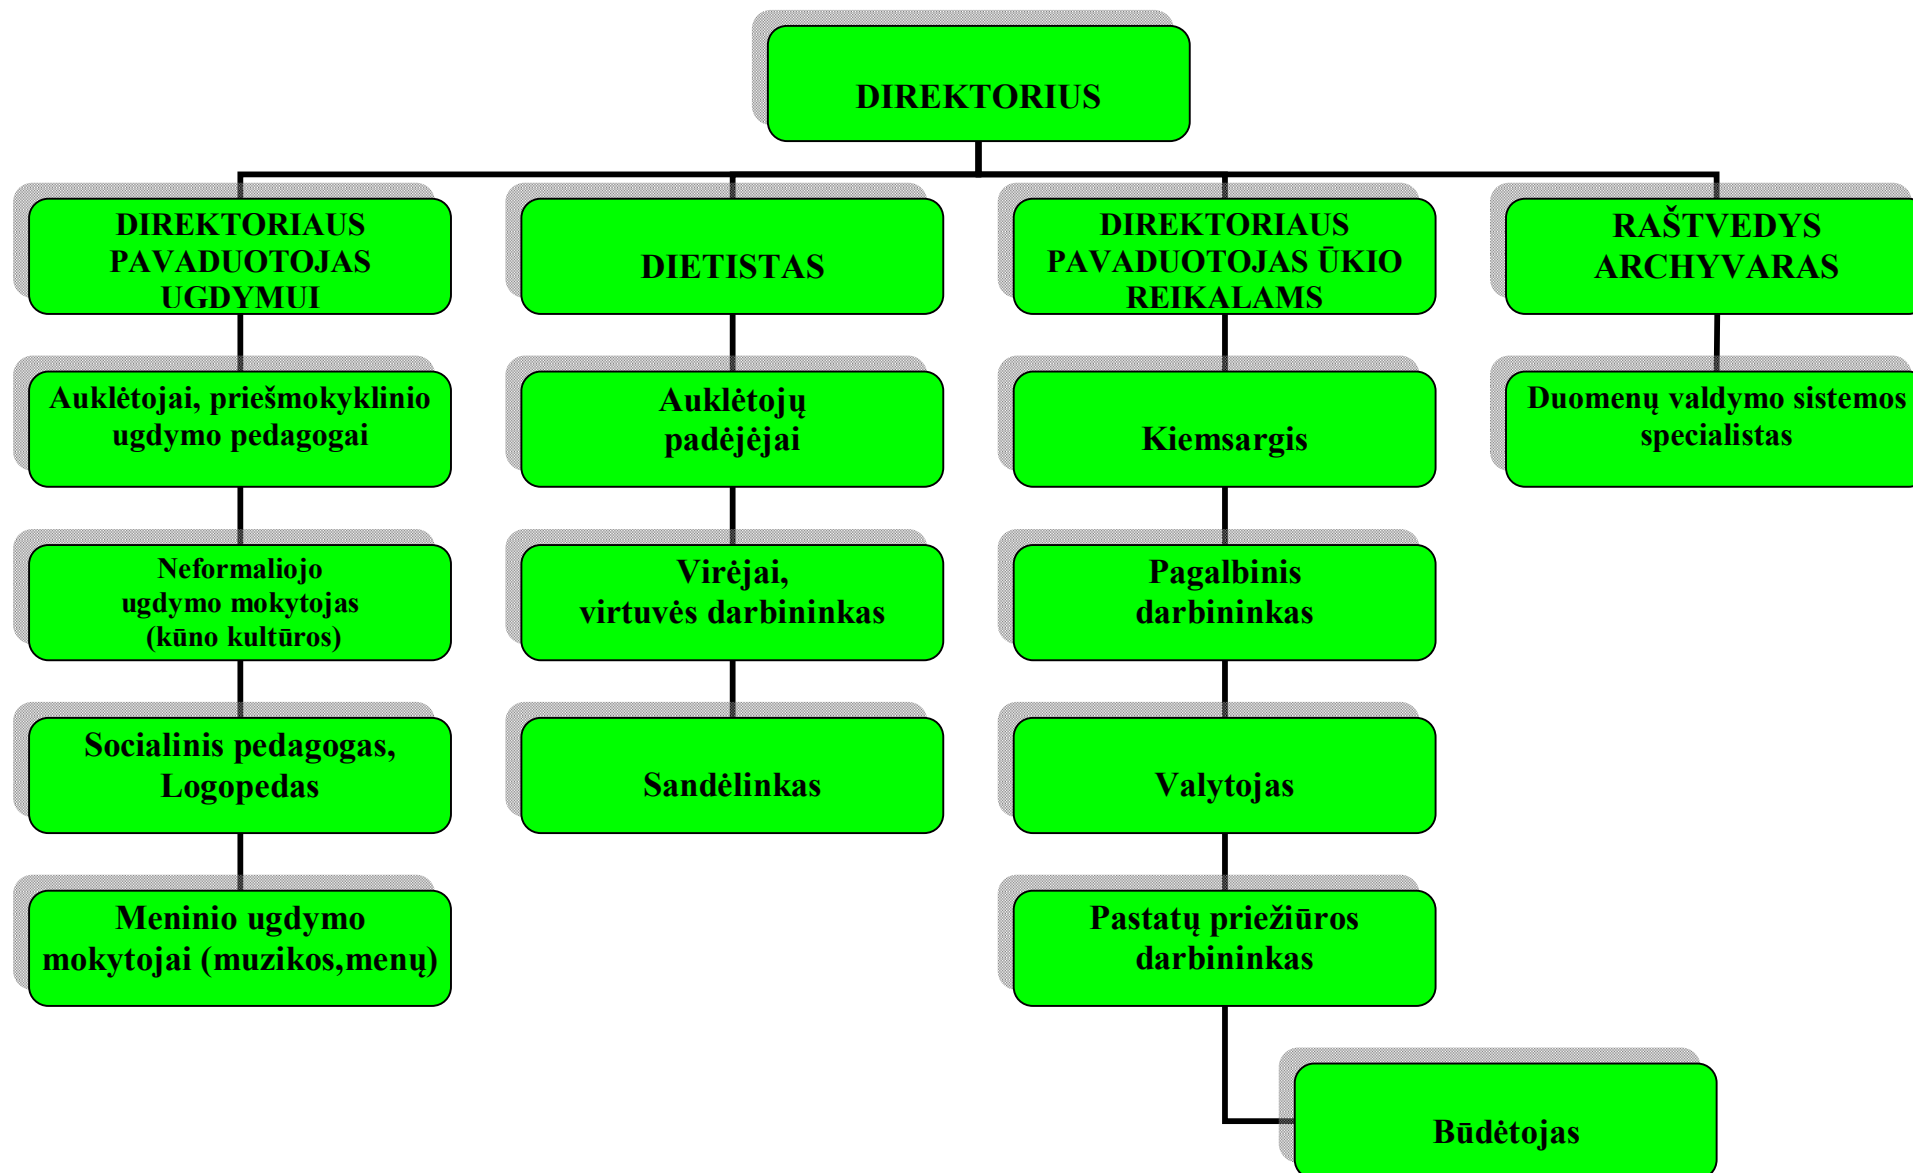 DIREKTORIUS
DIREKTORIAUS
PAVADUOTOJAS
UGDYMUI
DIETISTAS
DIREKTORIAUS
PAVADUOTOJAS ŪKIO
REIKALAMS
RAŠTVEDYS
ARCHYVARAS
Auklėtojai, priešmokyklinio
ugdymo pedagogai
Auklėtojų
padėjėjai
Kiemsargis
Duomenų valdymo sistemos
specialistas
Neformaliojo
ugdymo mokytojas
(kūno kultūros)
Virėjai,
virtuvės darbininkas
Pagalbinis
darbininkas
Socialinis pedagogas,
Logopedas
Sandėlinkas
Valytojas
Meninio ugdymo
mokytojai (muzikos,menų)
Pastatų priežiūros
darbininkas
Būdėtojas